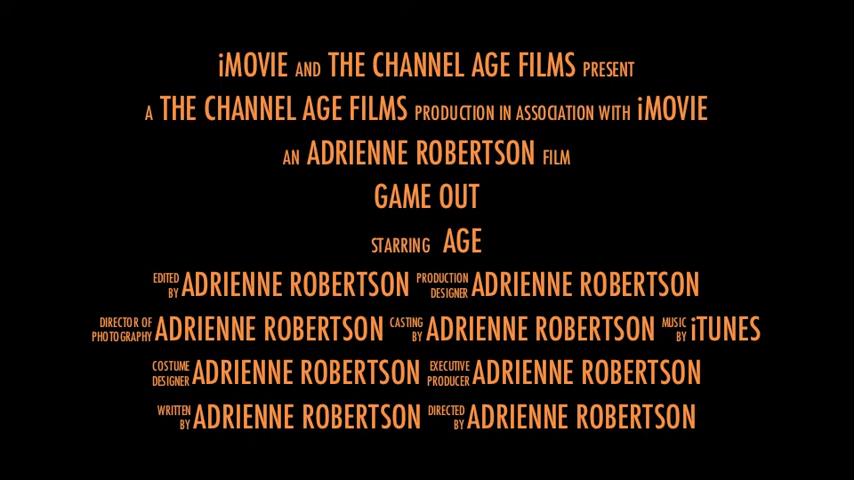 iMOVIE AND THE CHANNEL AGE FILMS PRESENT
A THE CHANNEL AGE FILMS PRODUCTION IN ASSOCIATION WITH iMOVIE
AN ADRIENNE ROBERTSON FILM
GAME OUT
STARRING AGE
EDITED BY ADRIENNE ROBERTSON PRODUCTION DESIGNER ADRIENNE ROBERTSON
DIRECTOR OF PHOTOGRAPHY ADRIENNE ROBERTSON CASTING BY ADRIENNE ROBERTSON MUSIC BY iTUNES
COSTUME DESIGNER ADRIENNE ROBERTSON EXECUTIVE PRODUCER ADRIENNE ROBERTSON
WRITTEN BY ADRIENNE ROBERTSON DIRECTED BY ADRIENNE ROBERTSON